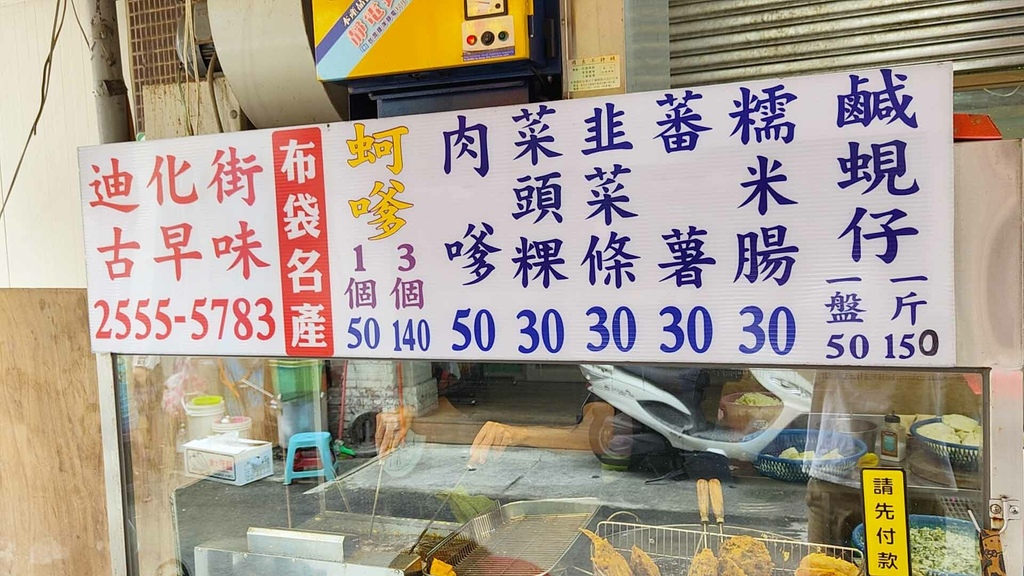 迪化街
古早味
2555-5783
布袋名產
蚵嗲
1個 50
3個 140
肉嗲 50
菜頭粿 30
韭菜條 30
蕃薯 30
糯米腸 30
鹹蜆仔
一盤 50
一斤 150
請先付款